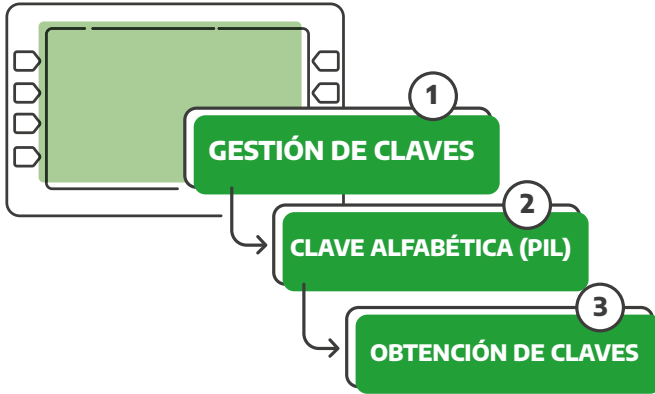 1
GESTIÓN DE CLAVES
2
CLAVE ALFABÉTICA (PIL)
3
OBTENCIÓN DE CLAVES